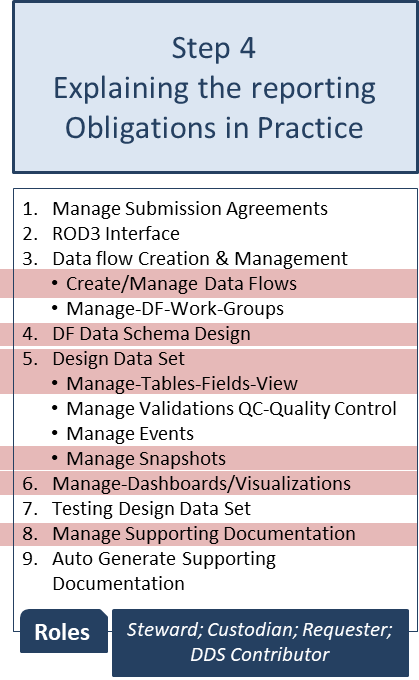 Step 4
Explaining the reporting
Obligations in Practice
1. Manage Submission Agreements
2. ROD3 Interface
3. Data flow Creation & Management
• Create/Manage Data Flows
• Manage-DF-Work-Groups
4. DF Data Schema Design
5. Design Data Set
• Manage-Tables-Fields-View
• Manage Validations QC-Quality Control
• Manage Events
• Manage Snapshots
6. Manage-Dashboards/Visualizations
7. Testing Design Data Set
8. Manage Supporting Documentation
9. Auto Generate Supporting
Documentation
Roles
Steward; Custodian; Requester;
DDS Contributor